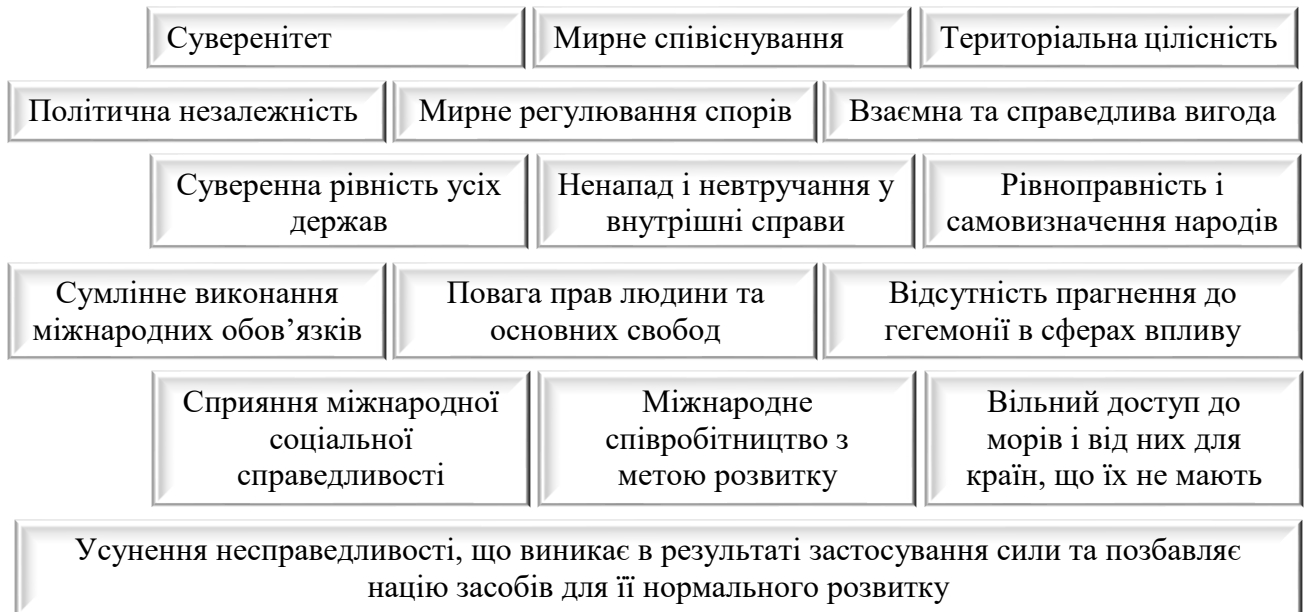 Суверенітет
Мирне співіснування
Територіальна цілісність
Політична незалежність
Мирне регулювання спорів
Взаємна та справедлива вигода
Суверенна рівність усіх
держав
Ненапад і невтручання у
внутрішні справи
Рівноправність і
самовизначення народів
Сумлінне виконання
міжнародних обов’язків
Повага прав людини та
основних свобод
Відсутність прагнення до
гегемонії в сферах впливу
Сприяння міжнародної
соціальної
справедливості
Міжнародне
співробітництво з
метою розвитку
Вільний доступ до
морів і від них для
країн, що їх не мають
Усунення несправедливості, що виникає в результаті застосування сили та позбавляє
націю засобів для її нормального розвитку